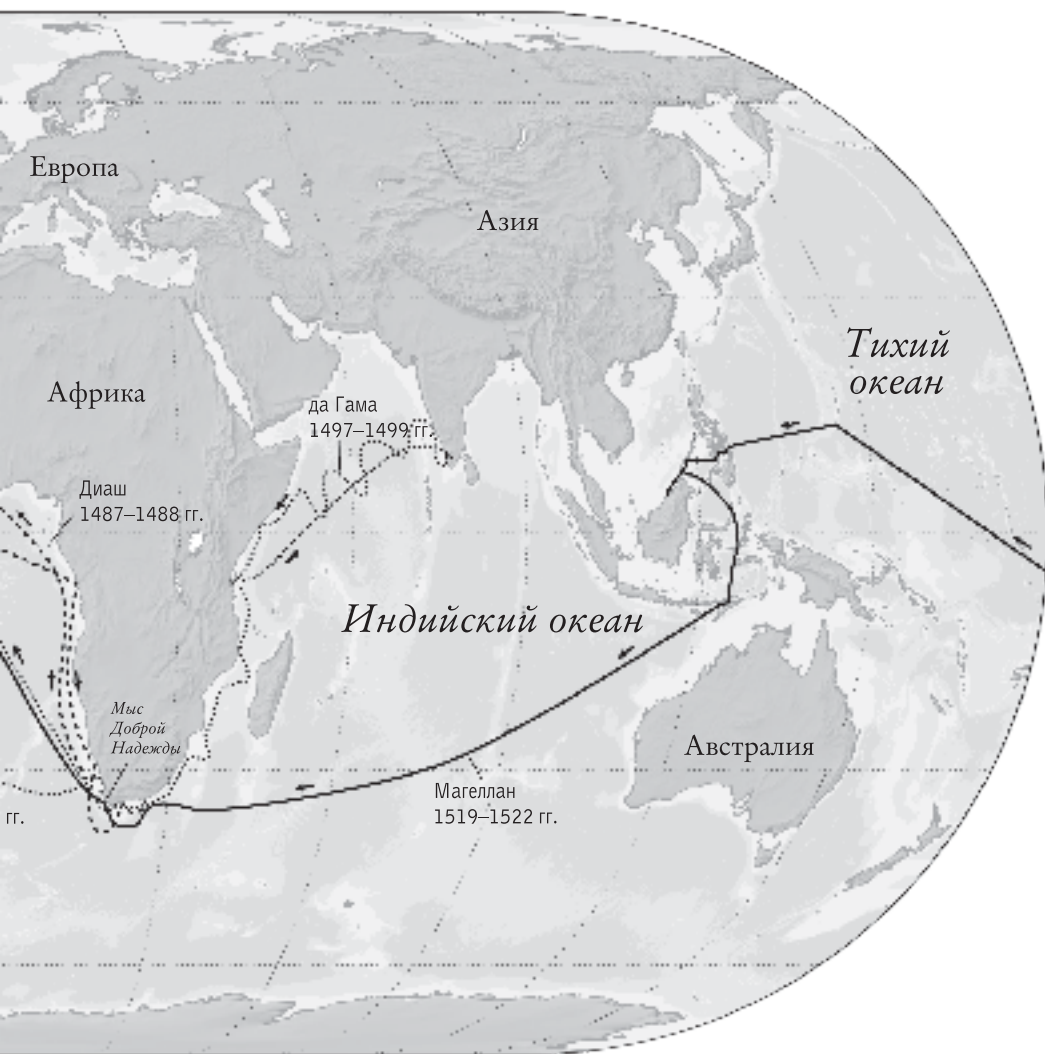 Европа
Азия
Тихий
океан
Африка
да Гама
1497–1499 гг.
Диаш
1487–1488 гг.
Индийский океан
Мыс
Доброй
Надежды
Австралия
Магеллан
1519–1522 гг.
гг.